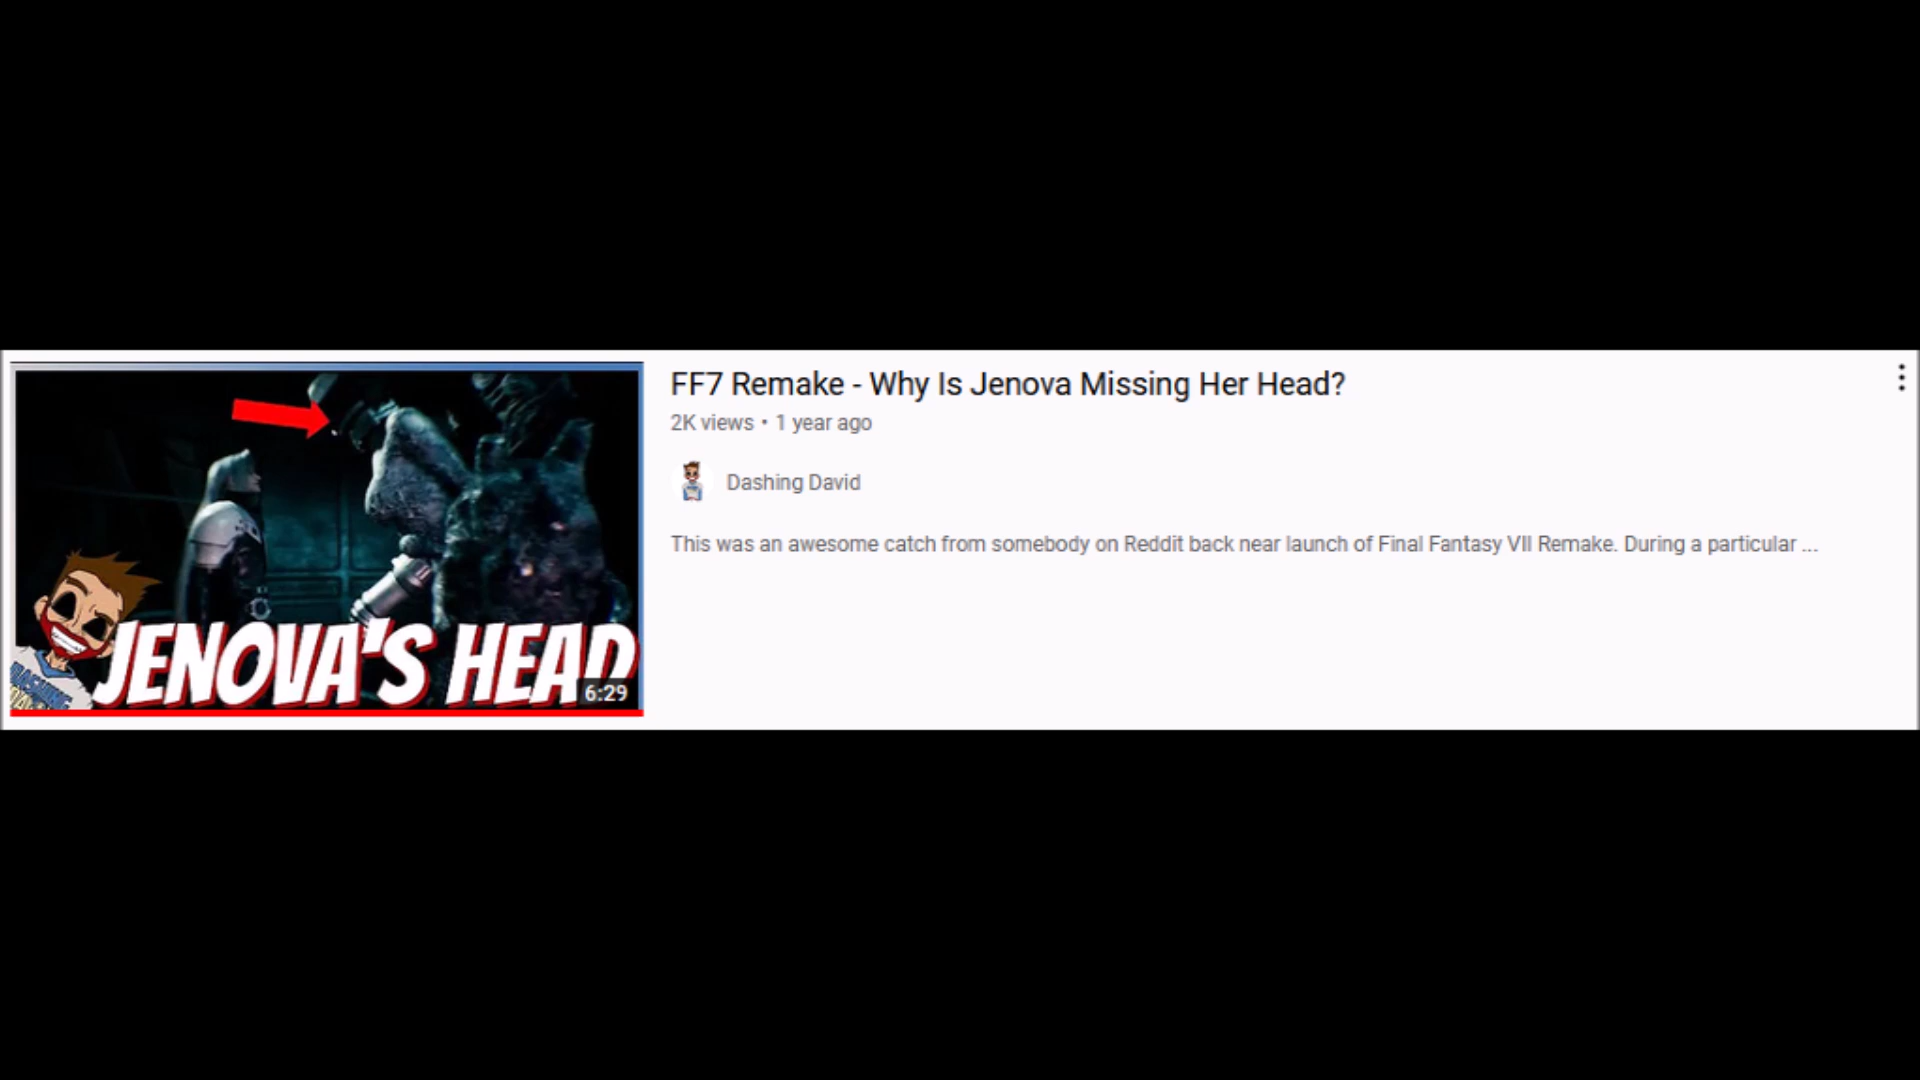 FF7 Remake - Why Is Jenova Missing Her Head?
2K views • 1 year ago
Dashing David
This was an awesome catch from somebody on Reddit back near launch of Final Fantasy VII Remake. During a particular ...
JENOVA'S HEAD
6:29